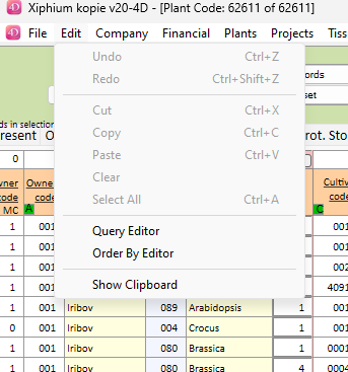 4D Xiphium kopie v20-4D - [Plant Code: 62611 of 62611]
4D File Edit Company Financial Plants Projects Tiss
Undo Ctrl+Z
Redo Ctrl+Shift+Z
Cut Ctrl+X
Copy Ctrl+C
Paste Ctrl+V
Clear
Select All Ctrl+A
Query Editor
Order By Editor
Show Clipboard
ords
set
ds in selection
resent O
rot. Sto
0
wner code MC
Owne code
A
Cultiv code
C
1 001 001
1 001 001
1 001 002
1 001 4091
1 001 Iribov 089 Arabidopsis 1 001
0 001 Iribov 004 Crocus 1 001
1 001 Iribov 080 Brassica 1 0001
1 001 Iribov 080 Brassica 4 0004